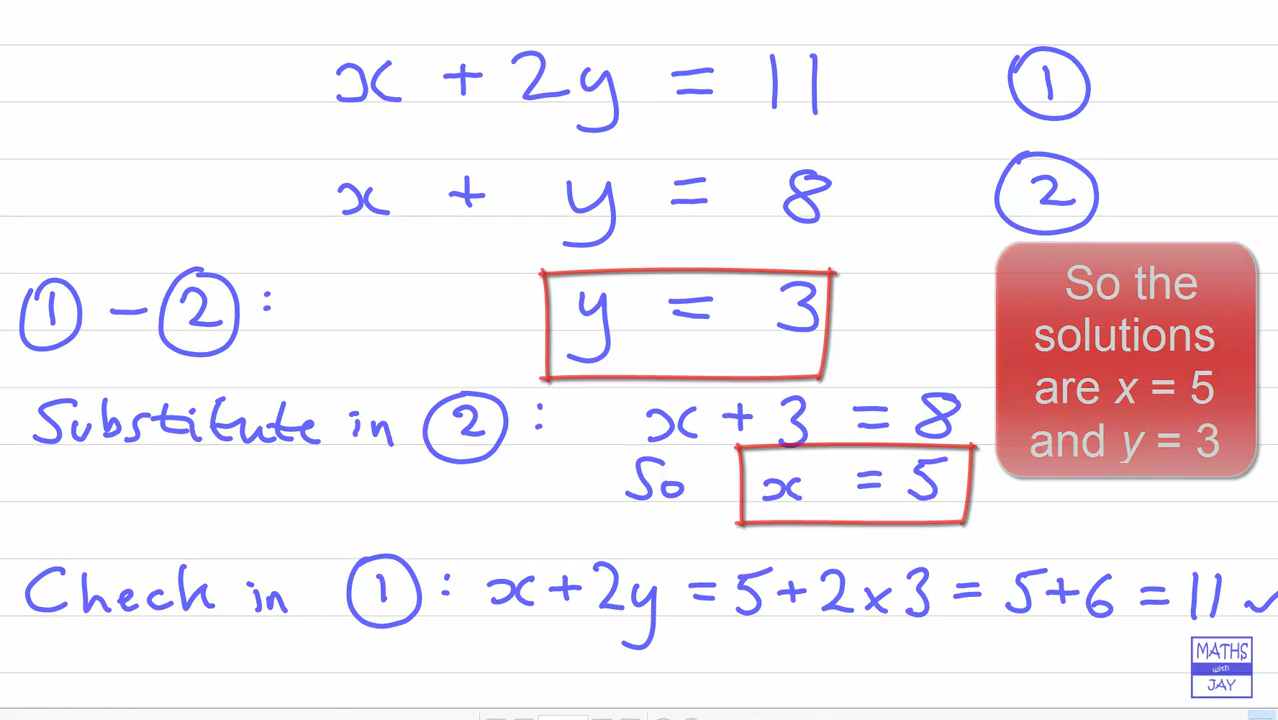 x + 2y = 11 ①
x + y = 8 ②
① - ② : y = 3
So the
solutions
are x = 5
and y = 3
Substitute in ② : x + 3 = 8
So x = 5
Check in ① : x + 2y = 5 + 2 × 3 = 5 + 6 = 11 ✓
MATHS
with
JAY